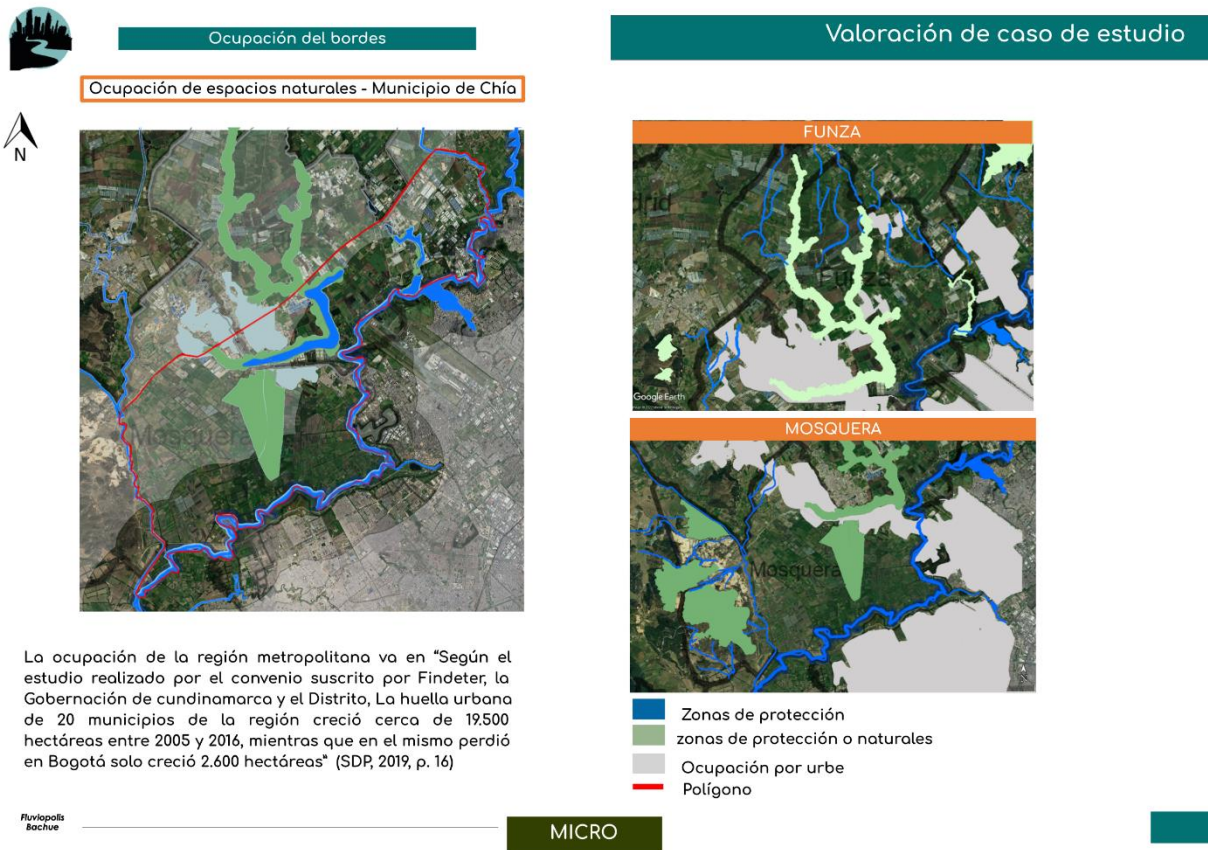 Ocupación del bordes
Valoración de caso de estudio
Ocupación de espacios naturales - Municipio de Chía
N
Mosquera
La ocupación de la región metropolitana va en “Según el
estudio realizado por el convenio suscrito por Findeter, la
Gobernación de cundinamarca y el Distrito, La huella urbana
de 20 municipios de la región creció cerca de 19.500
hectáreas entre 2005 y 2016, mientras que en el mismo perdió
en Bogotá solo creció 2.600 hectáreas” (SDP, 2019, p. 16)
FUNZA
drid
Funza
Google Earth
MOSQUERA
Mosquera
Zonas de protección
zonas de protección o naturales
Ocupación por urbe
Polígono
Fluviopolis
Bachue
MICRO